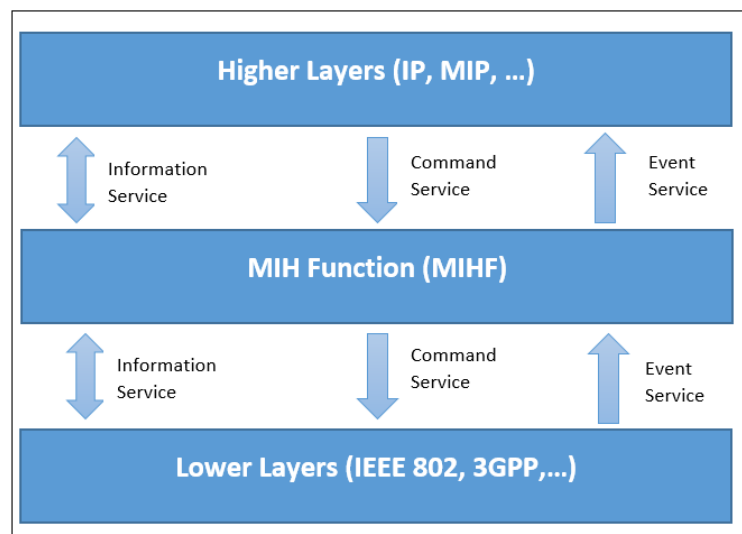 Higher Layers (IP, MIP, ...)
Information
Service
Command
Service
Event
Service
MIH Function (MIHF)
Information
Service
Command
Service
Event
Service
Lower Layers (IEEE 802, 3GPP,...)